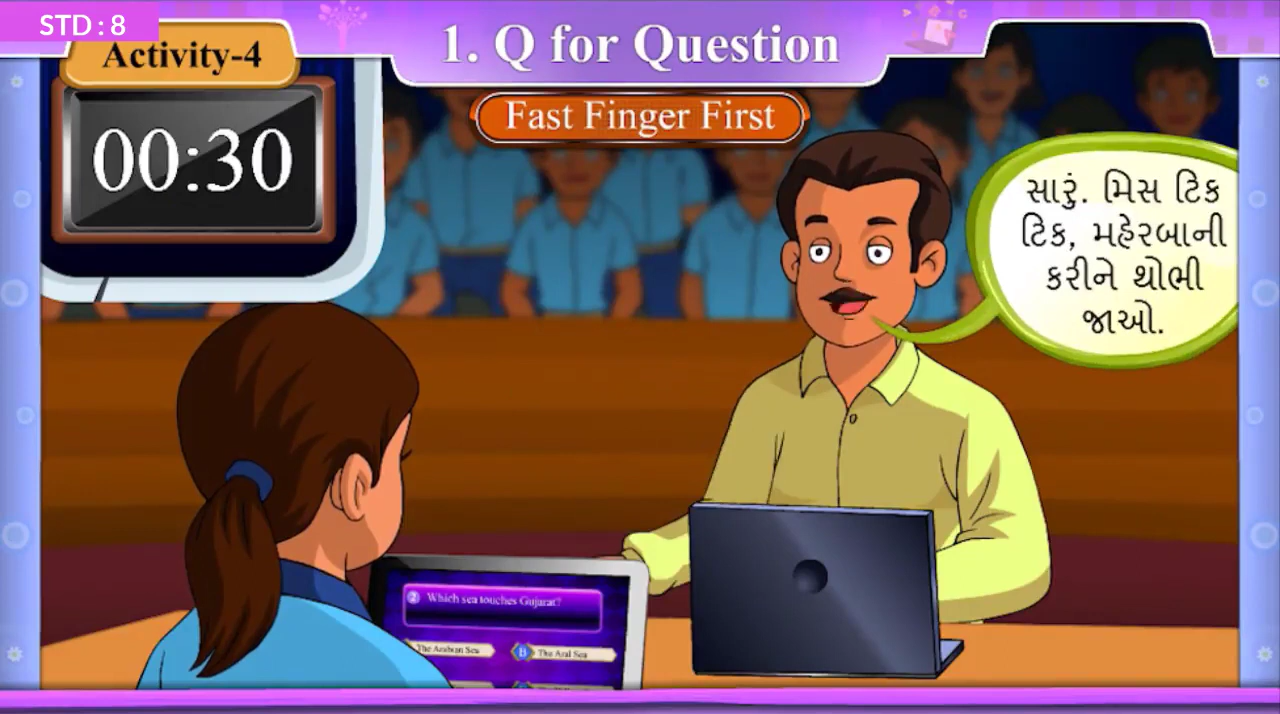 STD : 8
1. Q for Question
Activity-4
00:30
Fast Finger First
સારું. મિસ ટિક
ટિક, મહેરબાની
કરીને થોભી
જાઓ.
2 Which sea touches Gujarat?
The Arabian Sea
B The Aral Sea